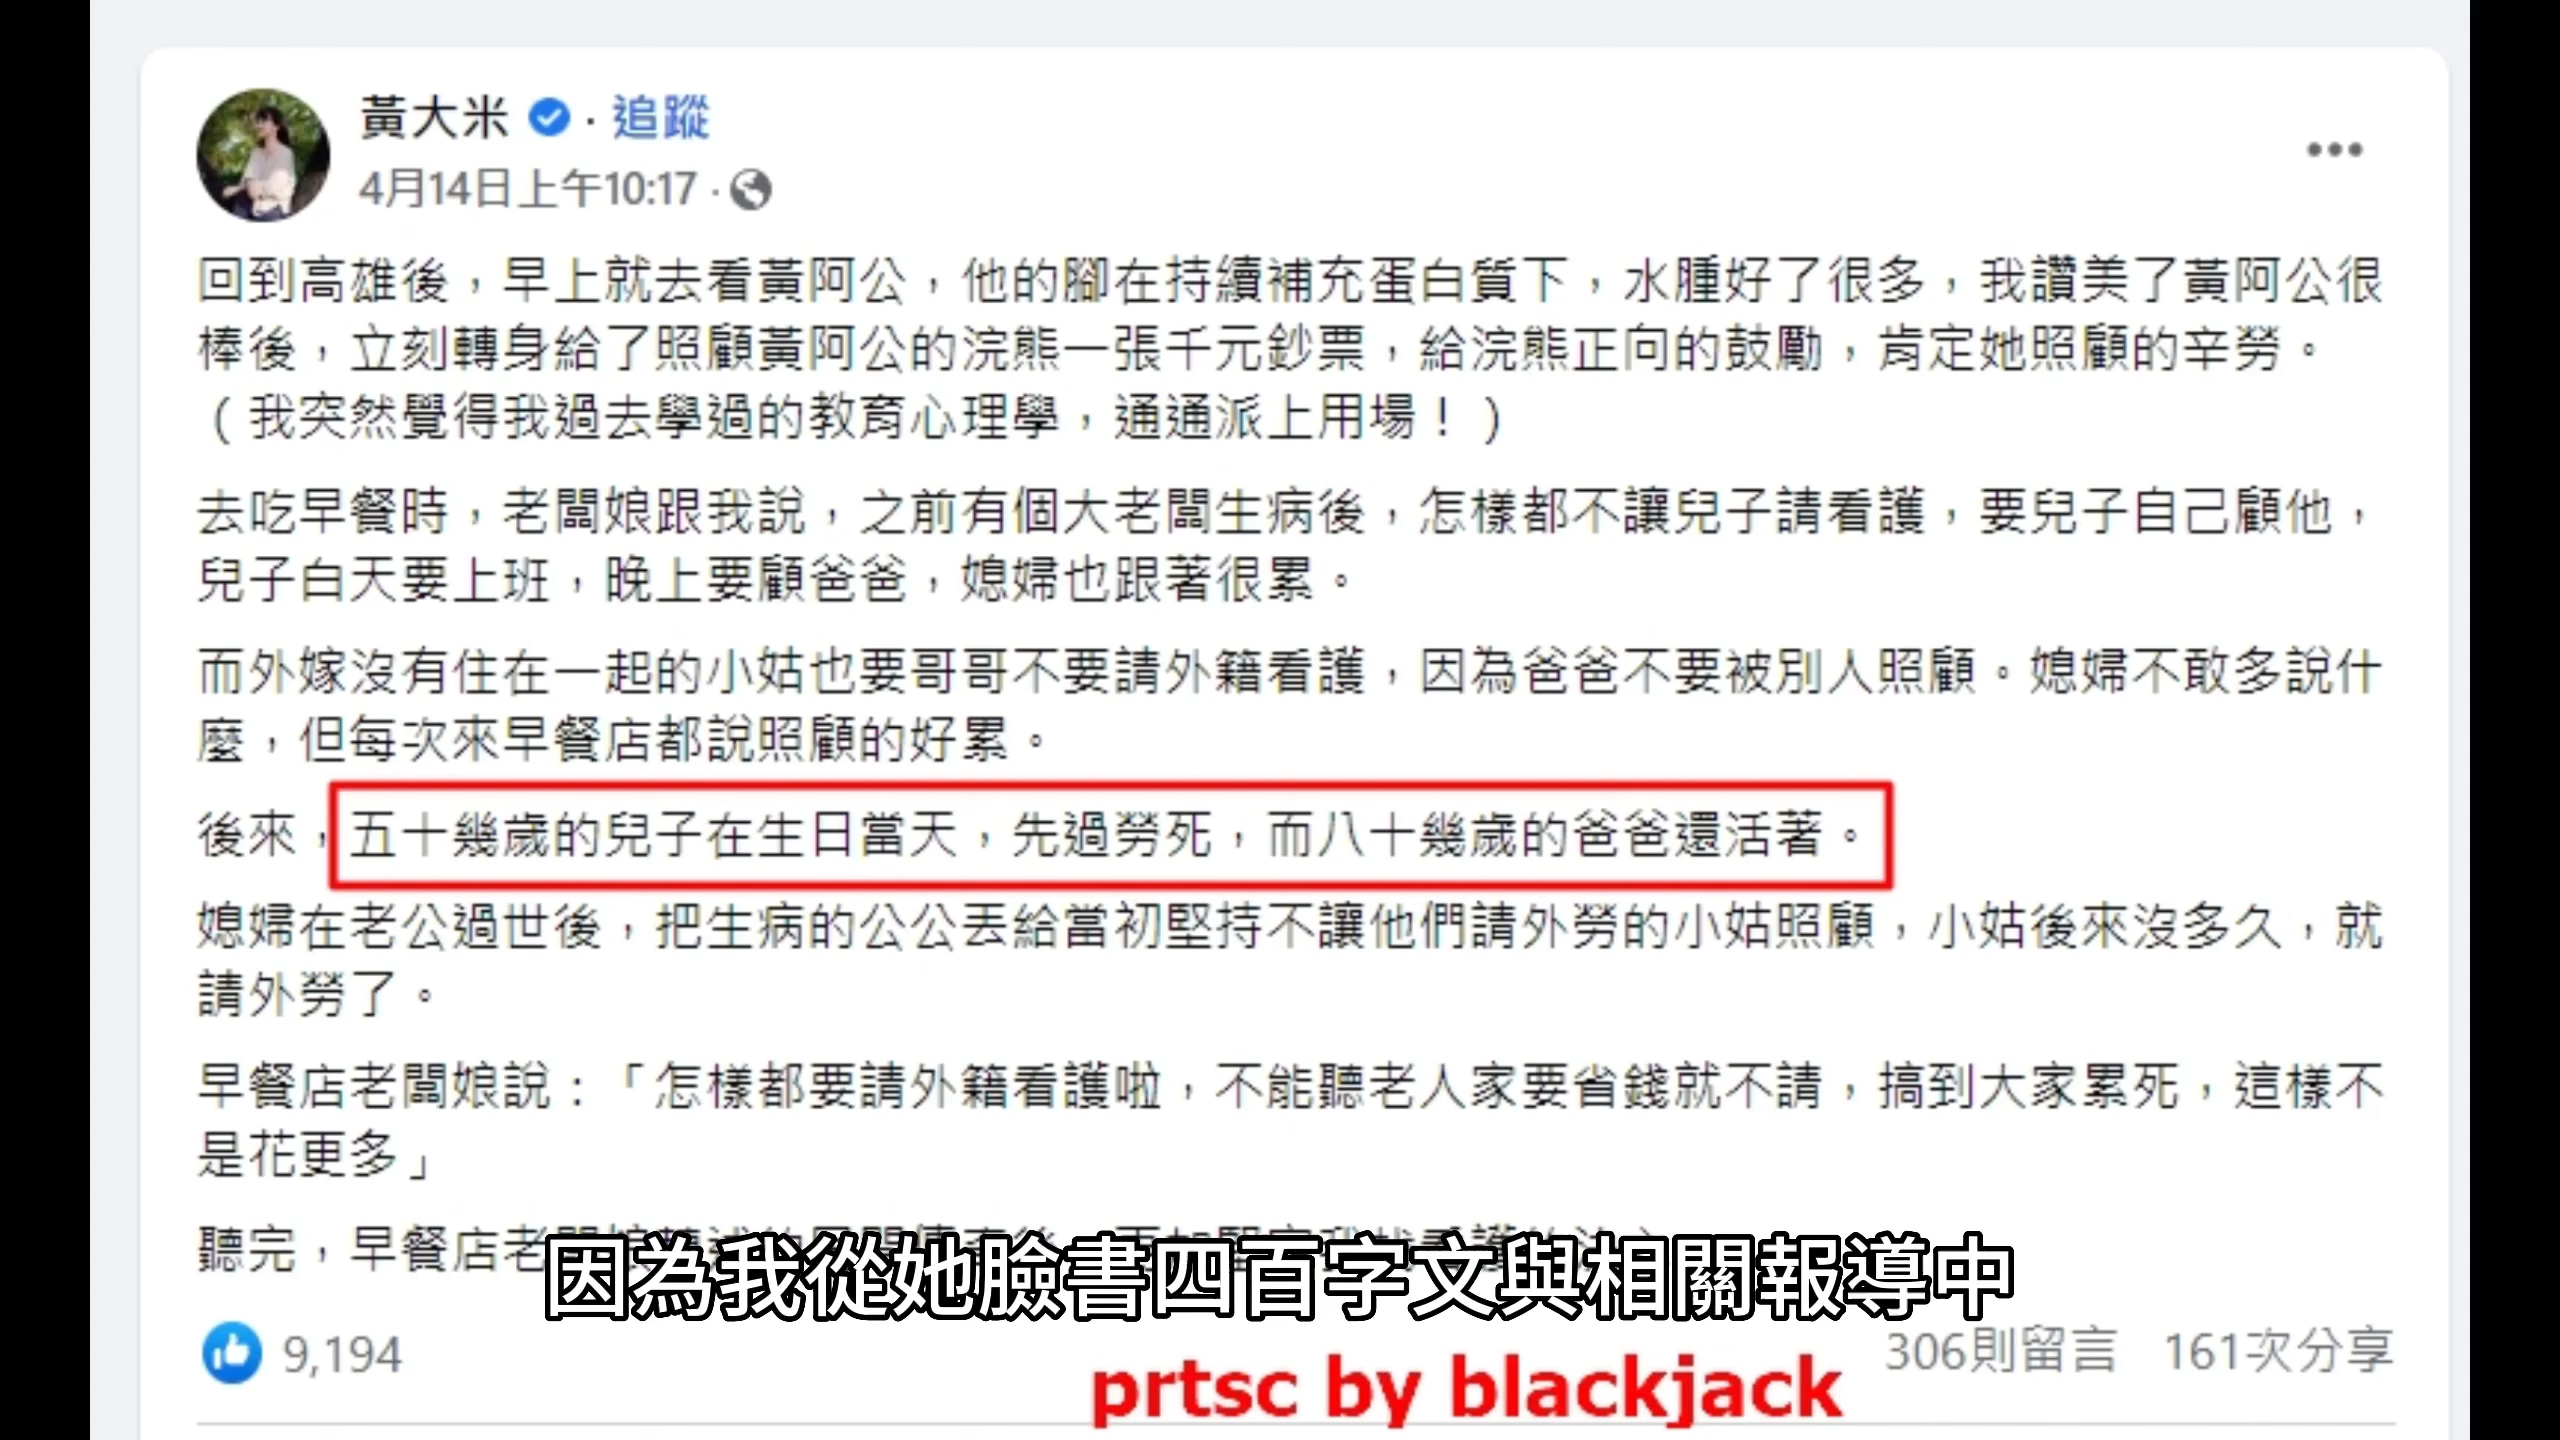 黃大米 · 追蹤
4月14日上午10:17 ·
回到高雄後，早上就去看黃阿公，他的腳在持續補充蛋白質下，水腫好了很多，我讚美了黃阿公很
棒後，立刻轉身給了照顧黃阿公的浣熊一張千元鈔票，給浣熊正向的鼓勵，肯定她照顧的辛勞。
（我突然覺得我過去學過的教育心理學，通通派上用場！）
去吃早餐時，老闆娘跟我說，之前有個大老闆生病後，怎樣都不讓兒子請看護，要兒子自己顧他，
兒子白天要上班，晚上要顧爸爸，媳婦也跟著很累。
而外嫁沒有住在一起的小姑也要哥哥不要請外籍看護，因為爸爸不要被別人照顧。媳婦不敢多說什
麼，但每次來早餐店都說照顧的好累。
後來，五十幾歲的兒子在生日當天，先過勞死，而八十幾歲的爸爸還活著。
媳婦在老公過世後，把生病的公公丟給當初堅持不讓他們請外勞的小姑照顧，小姑後來沒多久，就
請外勞了。
早餐店老闆娘說：「怎樣都要請外籍看護啦，不能聽老人家要省錢就不請，搞到大家累死，這樣不
是花更多」
聽完，早餐店老
因為我從她臉書四百字文與相關報導中
9,194
306則留言 161次分享
prtsc by blackjack